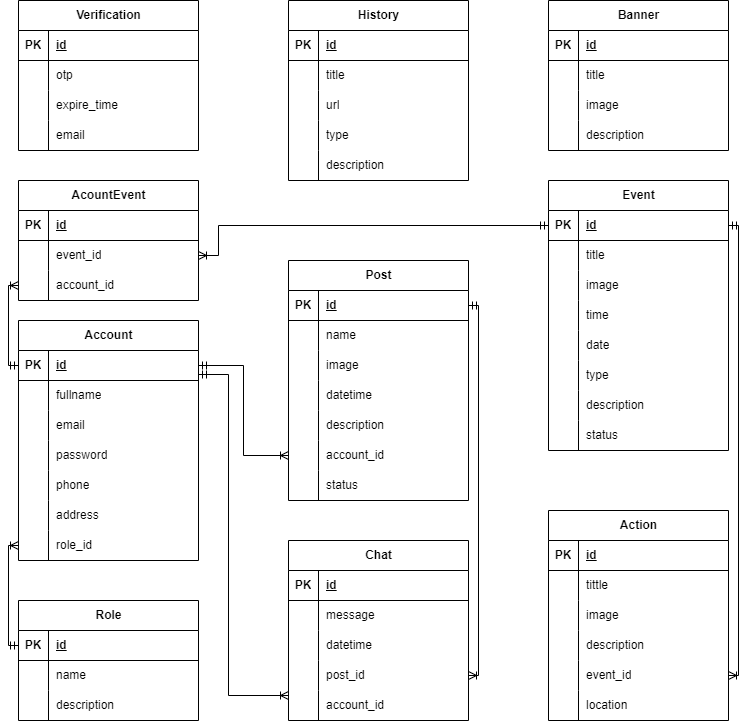 Verification
PK id
otp
expire_time
email
History
PK id
title
url
type
description
Banner
PK id
title
image
description
AcountEvent
PK id
event_id
account_id
Event
PK id
title
image
time
date
type
description
status
Post
PK id
name
image
datetime
description
account_id
status
Account
PK id
fullname
email
password
phone
address
role_id
Chat
PK id
message
datetime
post_id
account_id
Action
PK id
tittle
image
description
event_id
location
Role
PK id
name
description